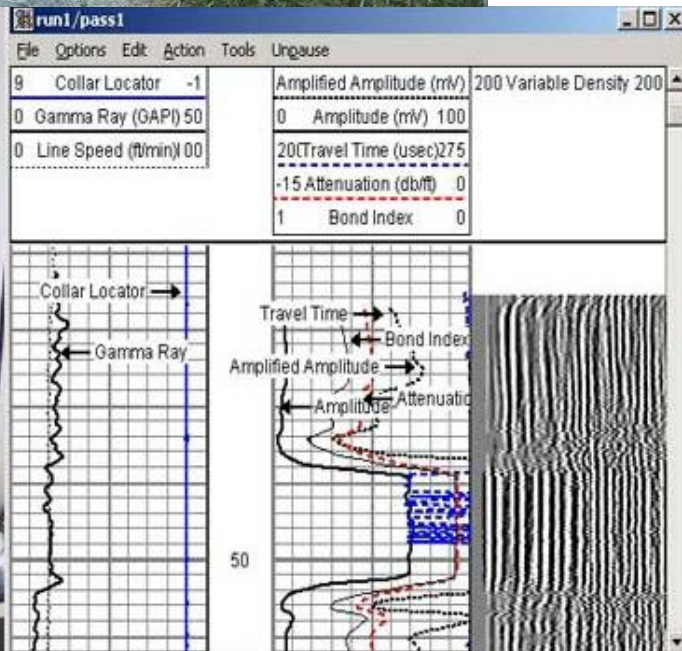 run1/pass1
File Options Edit Action Tools Unpause
9 Collar Locator -1
0 Gamma Ray (GAPI) 50
0 Line Speed (ft/min) 100
Amplified Amplitude (mV)
0 Amplitude (mV) 100
200 Travel Time (usec) 275
-15 Attenuation (db/ft) 0
1 Bond Index 0
200 Variable Density 200
Collar Locator
Gamma Ray
Travel Time
Bond Index
Amplified Amplitude
Amplitude
Attenuatio
50